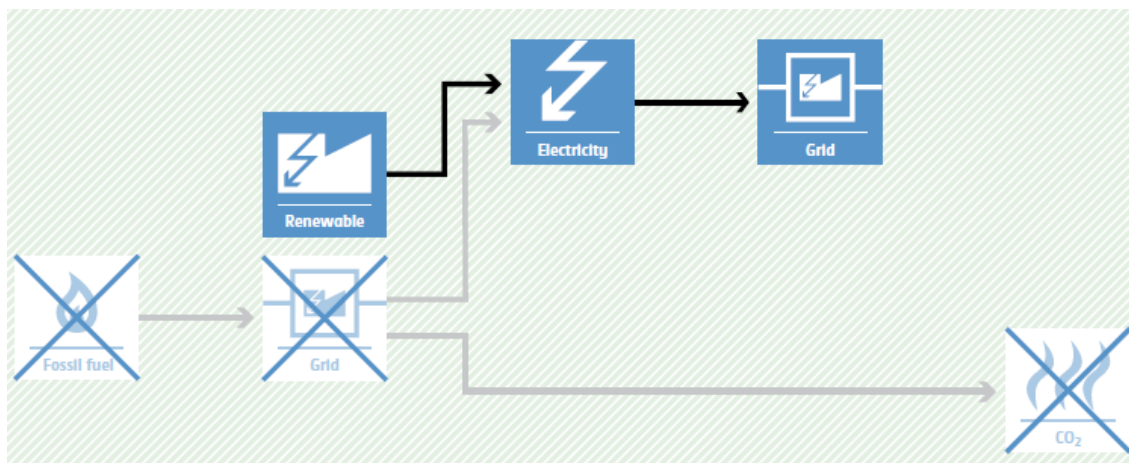 Electricity
Grid
Renewable
Fossil fuel
Grid
CO₂